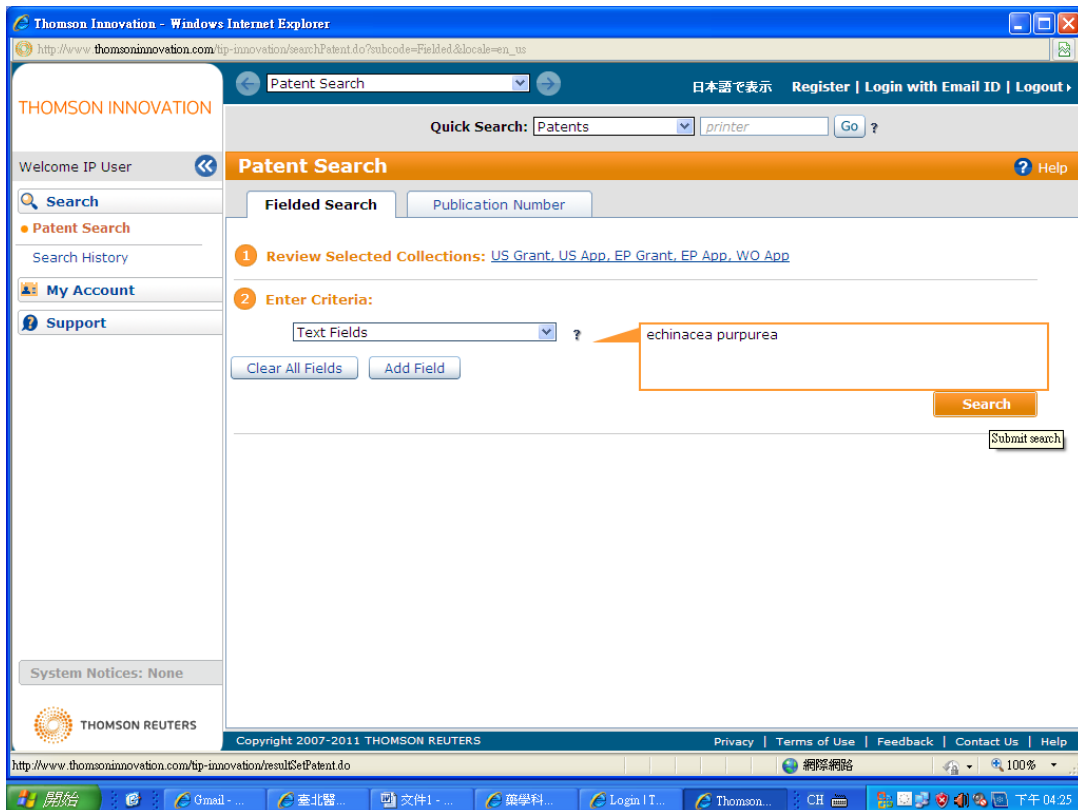 Thomson Innovation - Windows Internet Explorer
http://www.thomsoninnovation.com/tip-innovation/searchPatent.do?subcode=Fielded&locale=en_us
THOMSON INNOVATION
Patent Search
日本語で表示 Register | Login with Email ID | Logout
Quick Search: Patents printer Go ?
Welcome IP User
Patent Search
? Help
Search
Patent Search
Search History
My Account
Support
Fielded Search
Publication Number
1 Review Selected Collections: US Grant, US App, EP Grant, EP App, WO App
2 Enter Criteria:
Text Fields ? echinacea purpurea
Clear All Fields Add Field
Search
Submit search
System Notices: None
THOMSON REUTERS
Copyright 2007-2011 THOMSON REUTERS
Privacy | Terms of Use | Feedback | Contact Us | Help
http://www.thomsoninnovation.com/tip-innovation/resultSetPatent.do
網際網路 100%
開始 Gmail - ... 臺北醫... 文件1 - ... 藥學科... Login | T... Thomson... CH 下午 04:25